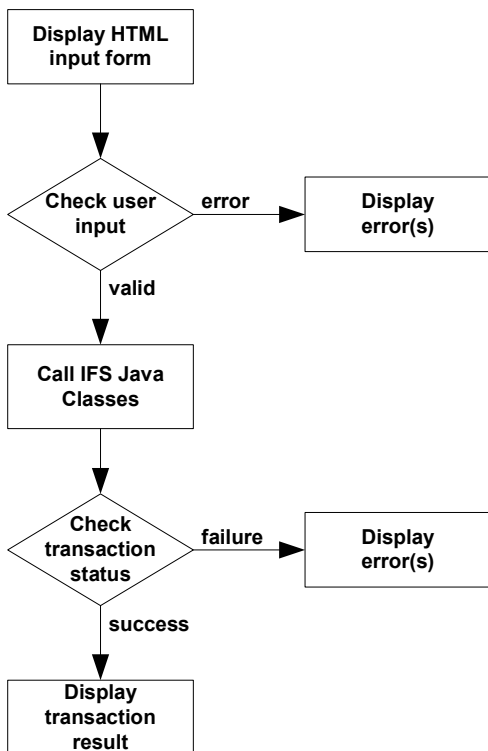 Display HTML
input form
Check user
input
error
Display
error(s)
valid
Call IFS Java
Classes
Check
transaction
status
failure
Display
error(s)
success
Display
transaction
result